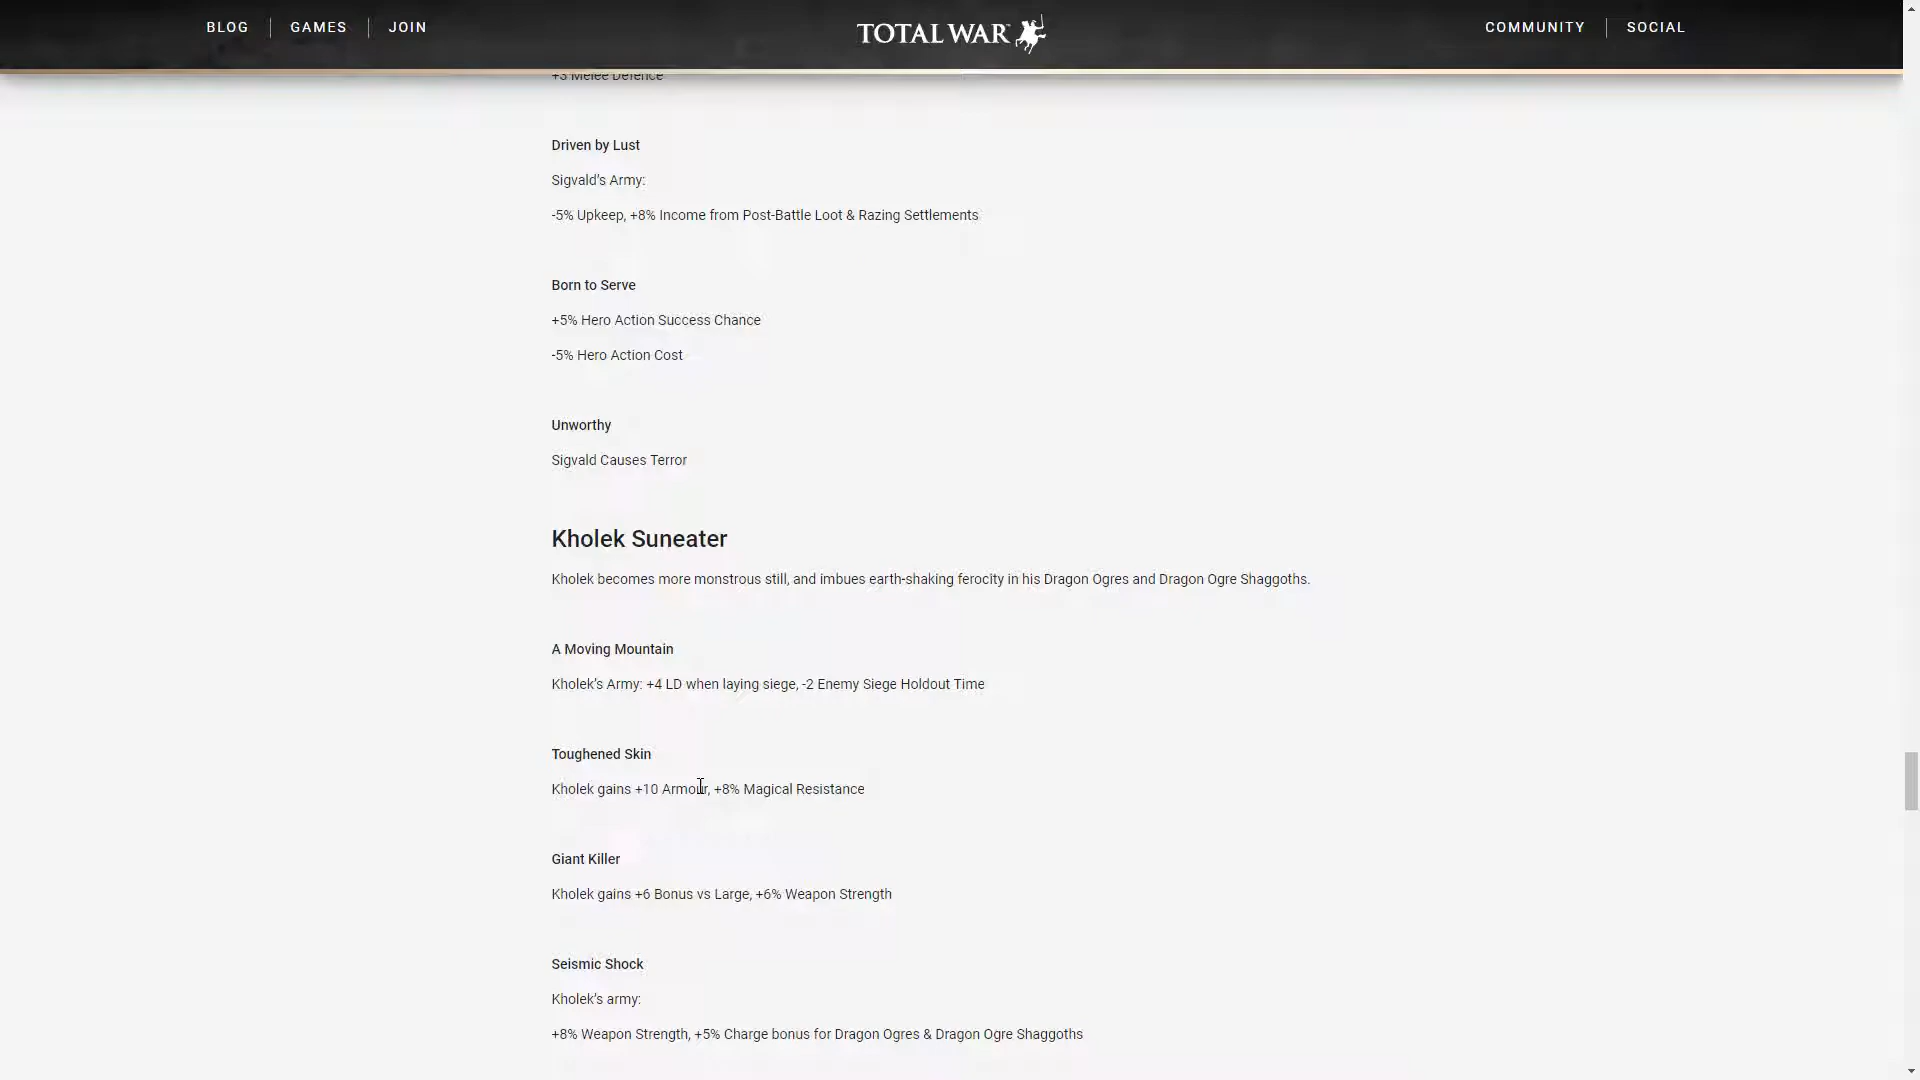 BLOG GAMES JOIN TOTAL WAR COMMUNITY SOCIAL
+3 Melee Defence
Driven by Lust
Sigvald's Army:
-5% Upkeep, +8% Income from Post-Battle Loot & Razing Settlements
Born to Serve
+5% Hero Action Success Chance
-5% Hero Action Cost
Unworthy
Sigvald Causes Terror
Kholek Suneater
Kholek becomes more monstrous still, and imbues earth-shaking ferocity in his Dragon Ogres and Dragon Ogre Shaggoths.
A Moving Mountain
Kholek's Army: +4 LD when laying siege, -2 Enemy Siege Holdout Time
Toughened Skin
Kholek gains +10 Armour, +8% Magical Resistance
Giant Killer
Kholek gains +6 Bonus vs Large, +6% Weapon Strength
Seismic Shock
Kholek's army:
+8% Weapon Strength, +5% Charge bonus for Dragon Ogres & Dragon Ogre Shaggoths